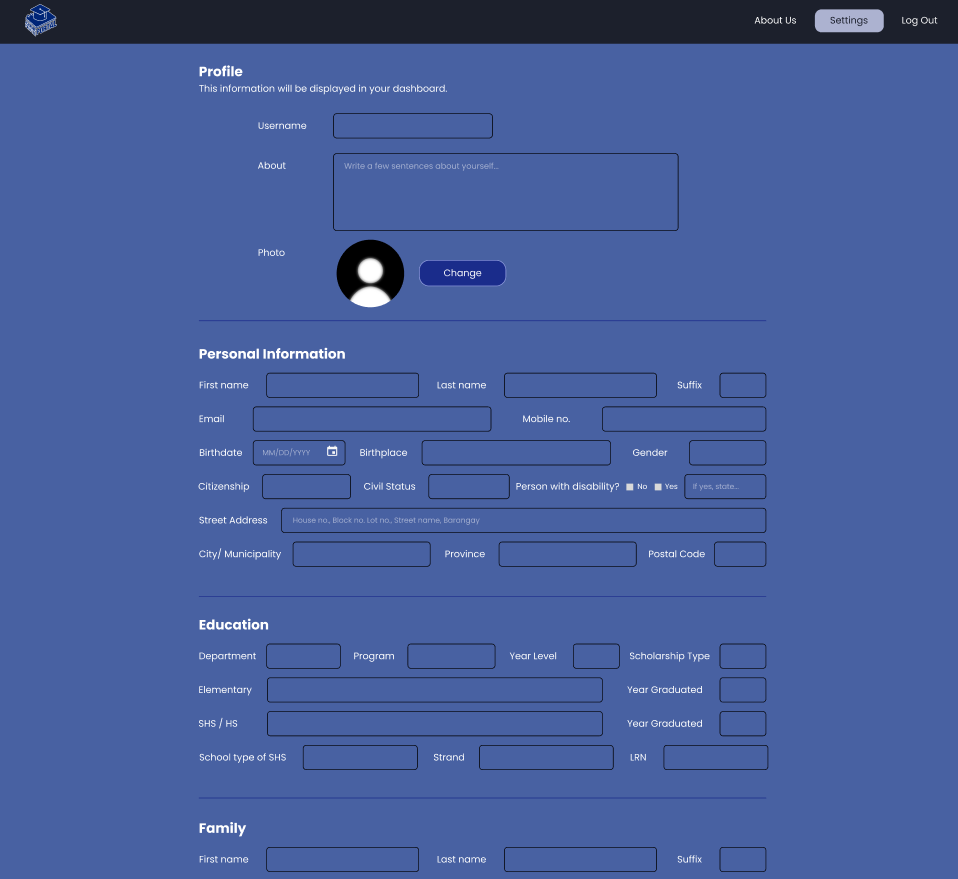 About Us Settings Log Out
Profile
This information will be displayed in your dashboard.
Username
About Write a few sentences about yourself...
Photo Change
Personal Information
First name Last name Suffix
Email Mobile no.
Birthdate MM/DD/YYYY Birthplace Gender
Citizenship Civil Status Person with disability? No Yes If yes, state...
Street Address House no., Block no. Lot no., Street name, Barangay
City/ Municipality Province Postal Code
Education
Department Program Year Level Scholarship Type
Elementary Year Graduated
SHS / HS Year Graduated
School type of SHS Strand LRN
Family
First name Last name Suffix